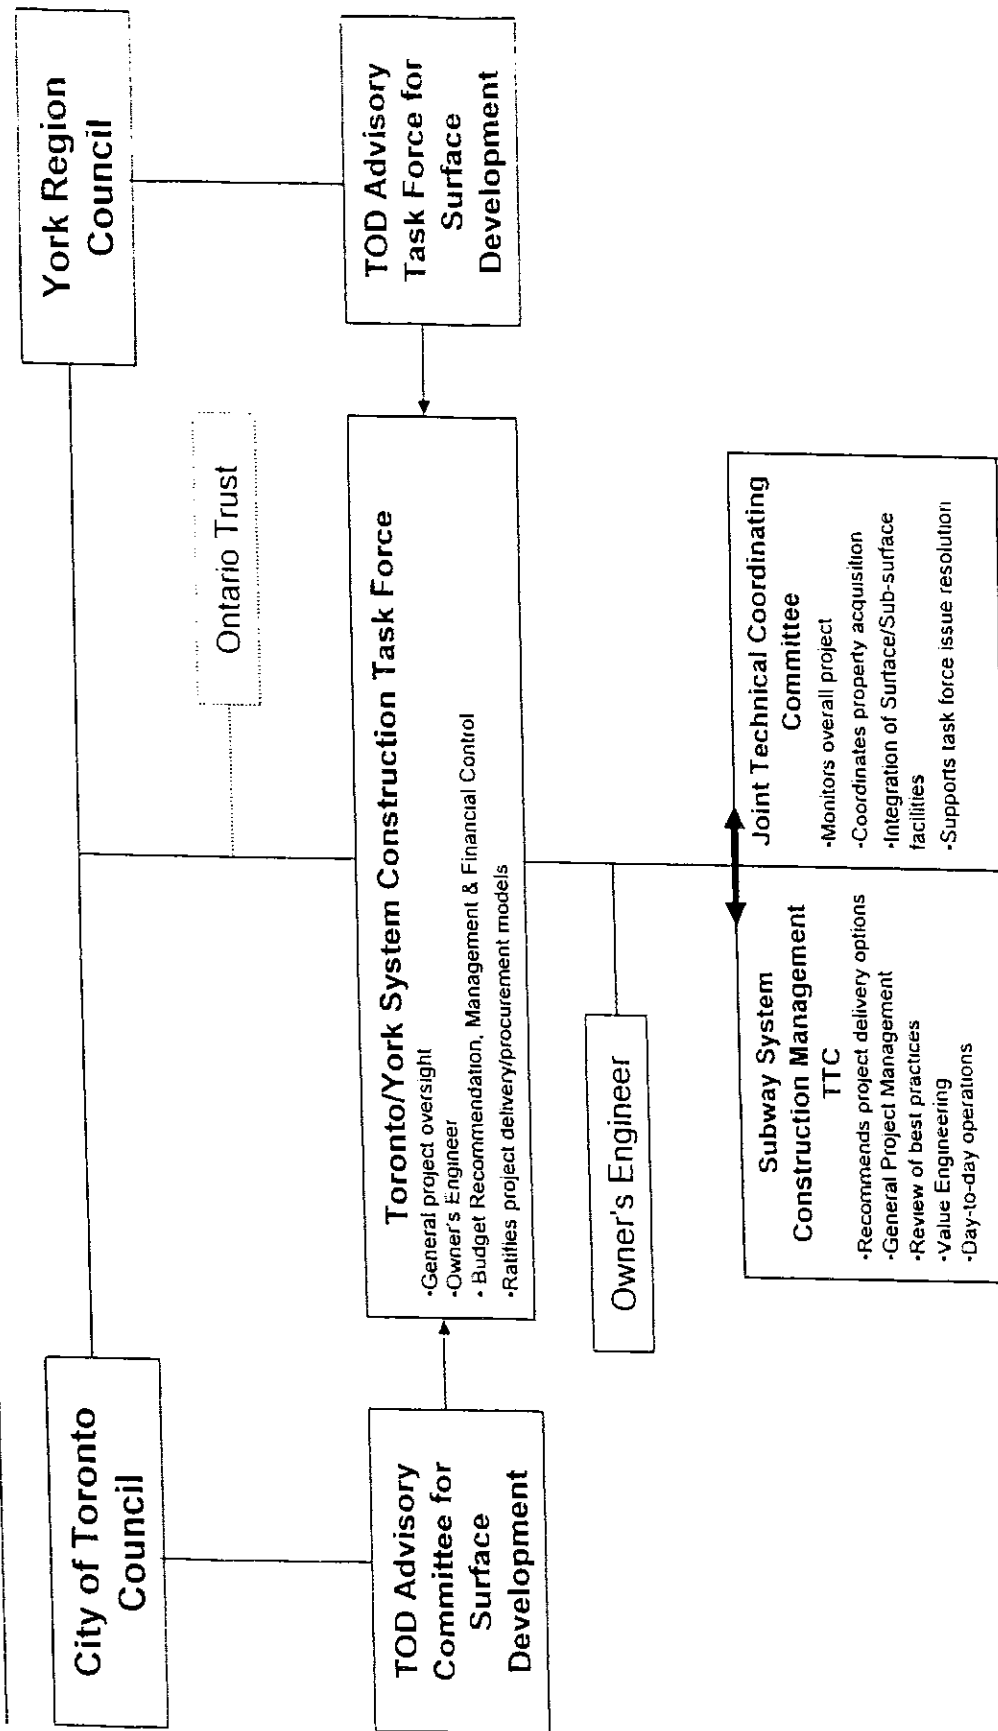 City of Toronto
Council
York Region
Council
Ontario Trust
TOD Advisory
Committee for
Surface
Development
Toronto/York System Construction Task Force
•General project oversight
•Owner's Engineer
• Budget Recommendation, Management & Financial Control
•Ratifies project delivery/procurement models
TOD Advisory
Task Force for
Surface
Development
Owner's Engineer
Subway System
Construction Management
TTC
•Recommends project delivery options
•General Project Management
•Review of best practices
•Value Engineering
•Day-to-day operations
Joint Technical Coordinating
Committee
•Monitors overall project
•Coordinates property acquisition
•Integration of Surface/Sub-surface
facilities
•Supports task force issue resolution